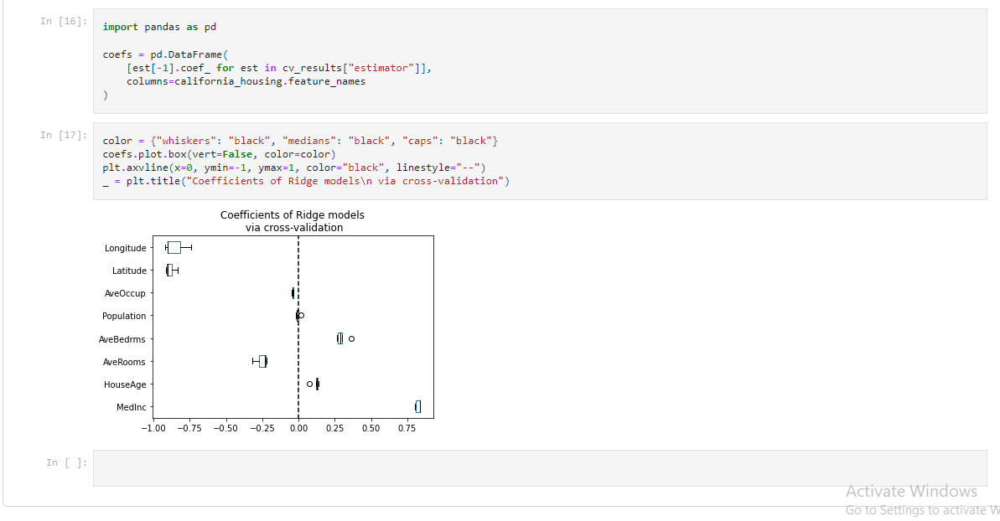 In [16]:
import pandas as pd
coefs = pd.DataFrame(
[est[-1].coef_ for est in cv_results["estimator"]],
columns=california_housing.feature_names
)
In [17]:
color = {"whiskers": "black", "medians": "black", "caps": "black"}
coefs.plot.box(vert=False, color=color)
plt.axvline(x=0, ymin=-1, ymax=1, color="black", linestyle="--")
_ = plt.title("Coefficients of Ridge models\n via cross-validation")
Coefficients of Ridge models
via cross-validation
Longitude
Latitude
AveOccup
Population
AveBedrms
AveRooms
HouseAge
MedInc
−1.00 −0.75 −0.50 −0.25 0.00 0.25 0.50 0.75
In [ ]:
Activate Windows
Go to Settings to activate W